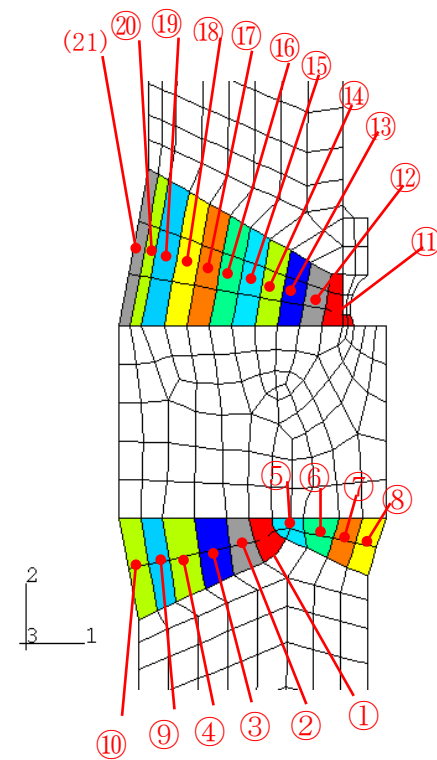 (21) ⑳ ⑲ ⑱ ⑰ ⑯ ⑮ ⑭ ⑬ ⑫ ⑪
⑤ ⑥ ⑦ ⑧
2
3 1
⑩ ⑨ ④ ③ ② ①